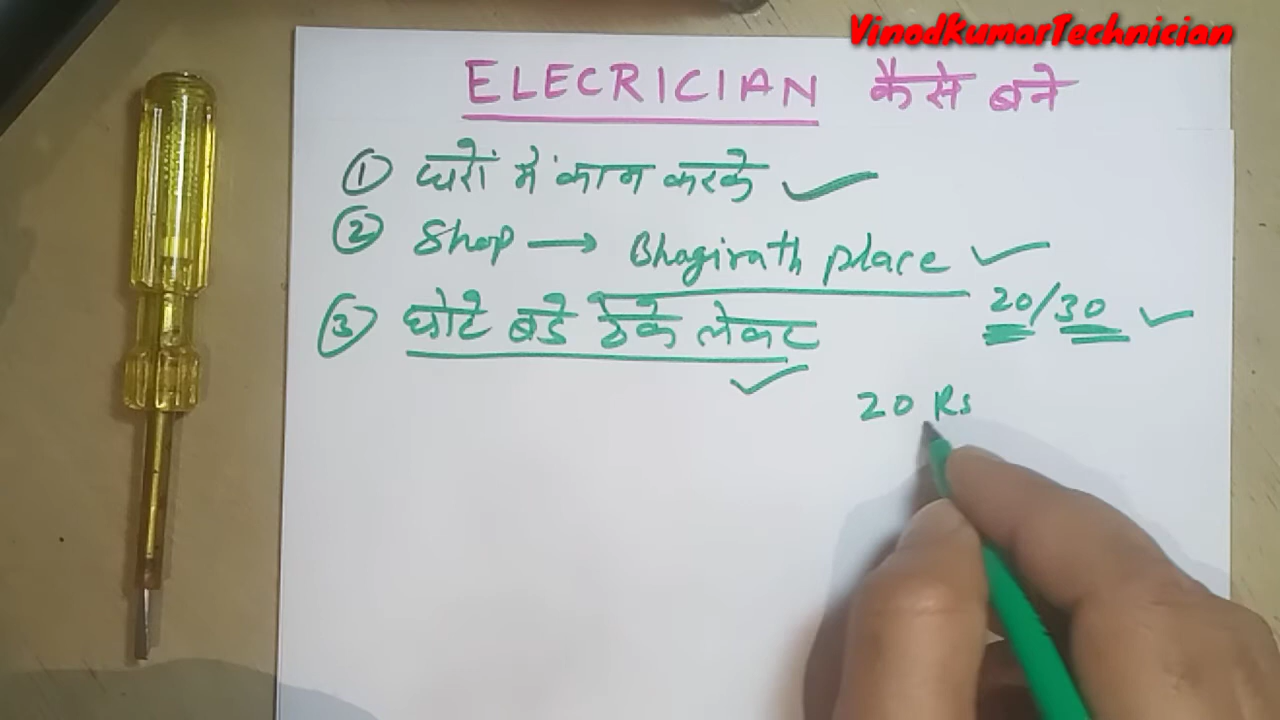 VinodkumarTechnician
ELECRICIAN कैसे बने
① घरों में काम करके
② Shop → Bhagirath place
20/30
③ छोटे बडे ठेके लेकर
20 Rs